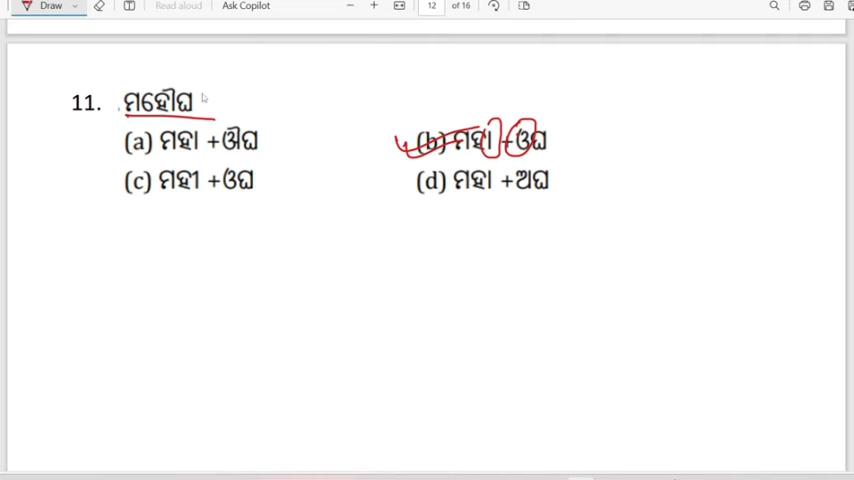 Draw Read aloud Ask Copilot 12 of 16
11. ମହୌଘ
(a) ମହା +ଔଘ (b) ମହା +ଓଘ
(c) ମହୀ +ଓଘ (d) ମହା +ଅଘ